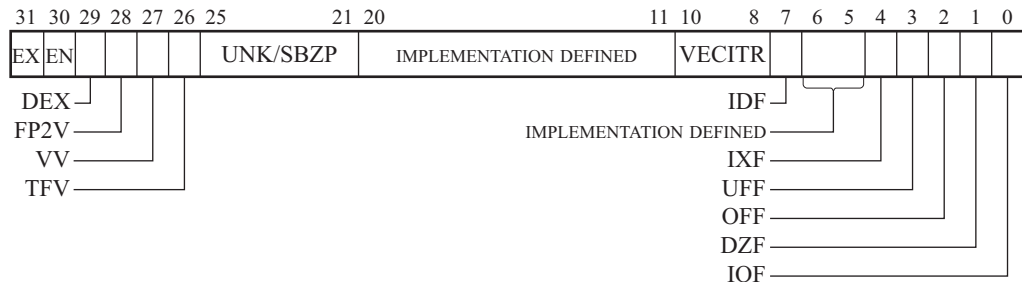 31 30 29 28 27 26 25 21 20 11 10 8 7 6 5 4 3 2 1 0
EX EN UNK/SBZP IMPLEMENTATION DEFINED VECITR
DEX IDF
FP2V IMPLEMENTATION DEFINED
VV IXF
TFV UFF
OFF
DZF
IOF